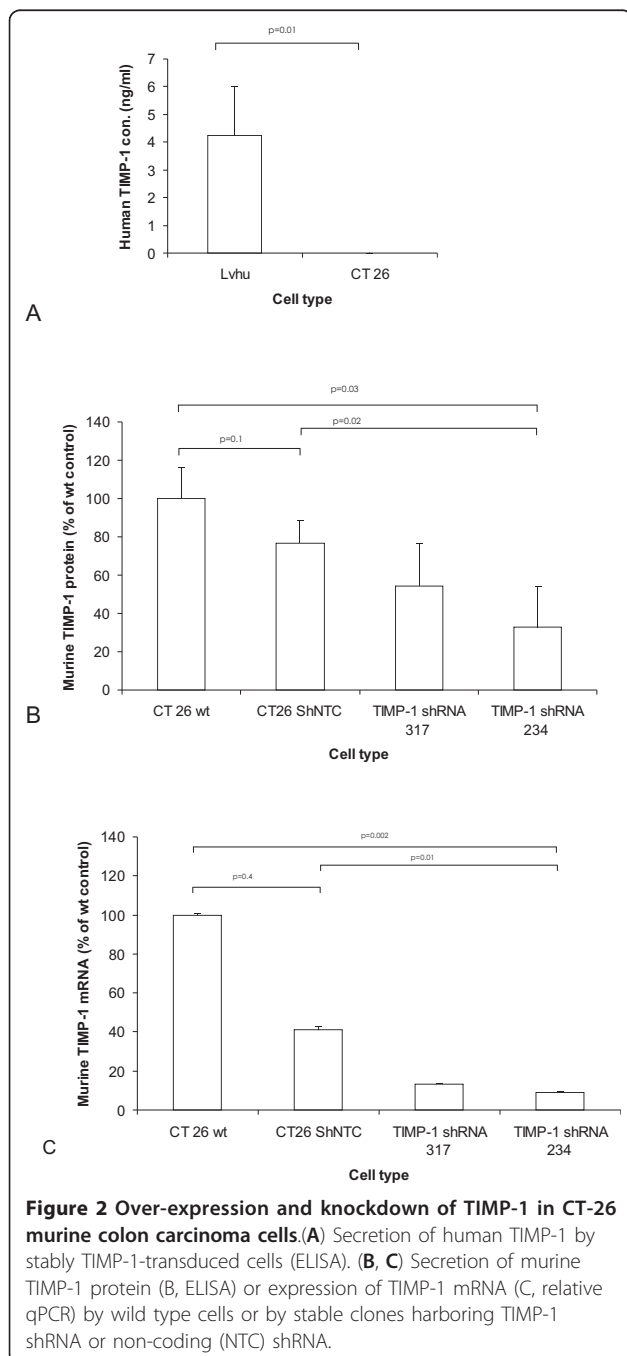 p=0.01
7
6
5
4
3
2
1
0
Human TIMP-1 con. (ng/ml)
Lvhu CT 26
Cell type
A
p=0.03
p=0.02
p=0.1
140
120
100
80
60
40
20
0
Murine TIMP-1 protein (% of wt control)
CT 26 wt CT26 ShNTC TIMP-1 shRNA TIMP-1 shRNA
317 234
Cell type
B
p=0.002
p=0.01
p=0.4
140
120
100
80
60
40
20
0
Murine TIMP-1 mRNA (% of wt control)
CT 26 wt CT26 ShNTC TIMP-1 shRNA TIMP-1 shRNA
317 234
Cell type
C
Figure 2 Over-expression and knockdown of TIMP-1 in CT-26
murine colon carcinoma cells.(A) Secretion of human TIMP-1 by
stably TIMP-1-transduced cells (ELISA). (B, C) Secretion of murine
TIMP-1 protein (B, ELISA) or expression of TIMP-1 mRNA (C, relative
qPCR) by wild type cells or by stable clones harboring TIMP-1
shRNA or non-coding (NTC) shRNA.